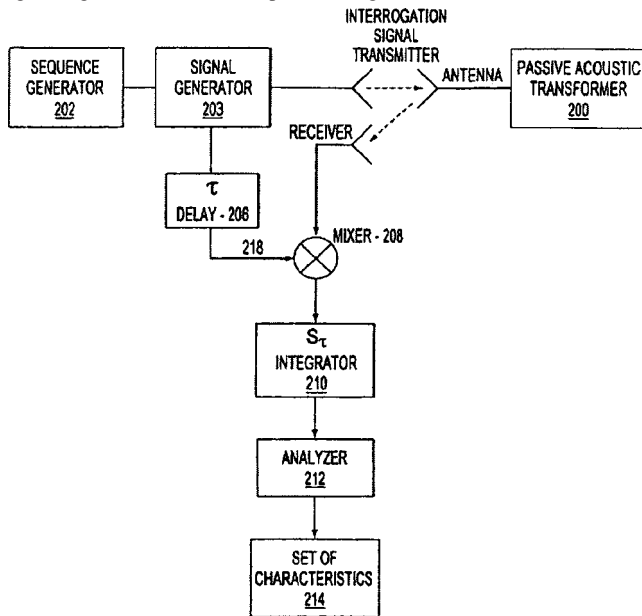 INTERROGATION
SIGNAL
TRANSMITTER
SEQUENCE
GENERATOR
202
SIGNAL
GENERATOR
203
ANTENNA
PASSIVE ACOUSTIC
TRANSFORMER
200
RECEIVER
τ
DELAY - 206
218
MIXER - 208
Sτ
INTEGRATOR
210
ANALYZER
212
SET OF
CHARACTERISTICS
214